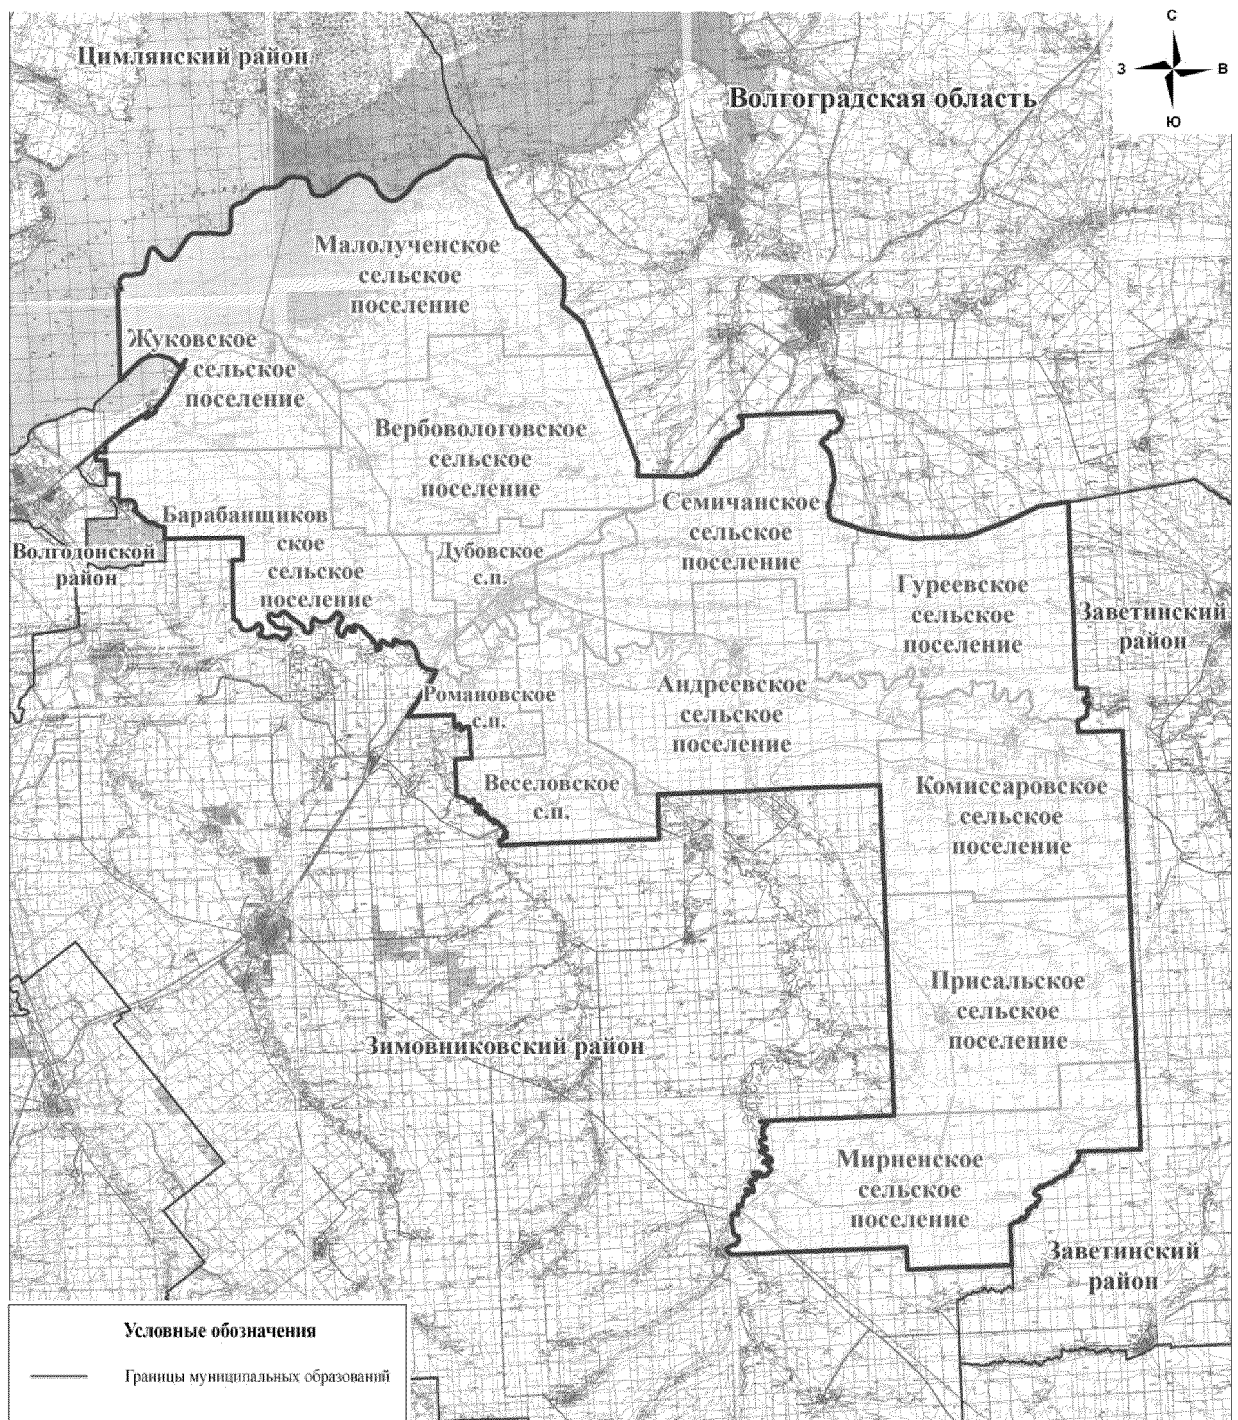 Цимлянский район
С
З
В
Ю
Волгоградская область
Малолученское
сельское
поселение
Жуковское
сельское
поселение
Вербовологовское
сельское
поселение
Семичанское
сельское
поселение
Барабанщиков
ское
сельское
поселение
Волгодонской
район
Дубовское
с.п.
Гуреевское
сельское
поселение
Заветинский
район
Романовское
с.п.
Андреевское
сельское
поселение
Веселовское
с.п.
Комиссаровское
сельское
поселение
Присальское
сельское
поселение
Зимовниковский район
Мирненское
сельское
поселение
Заветинский
район
Условные обозначения
Границы муниципальных образований